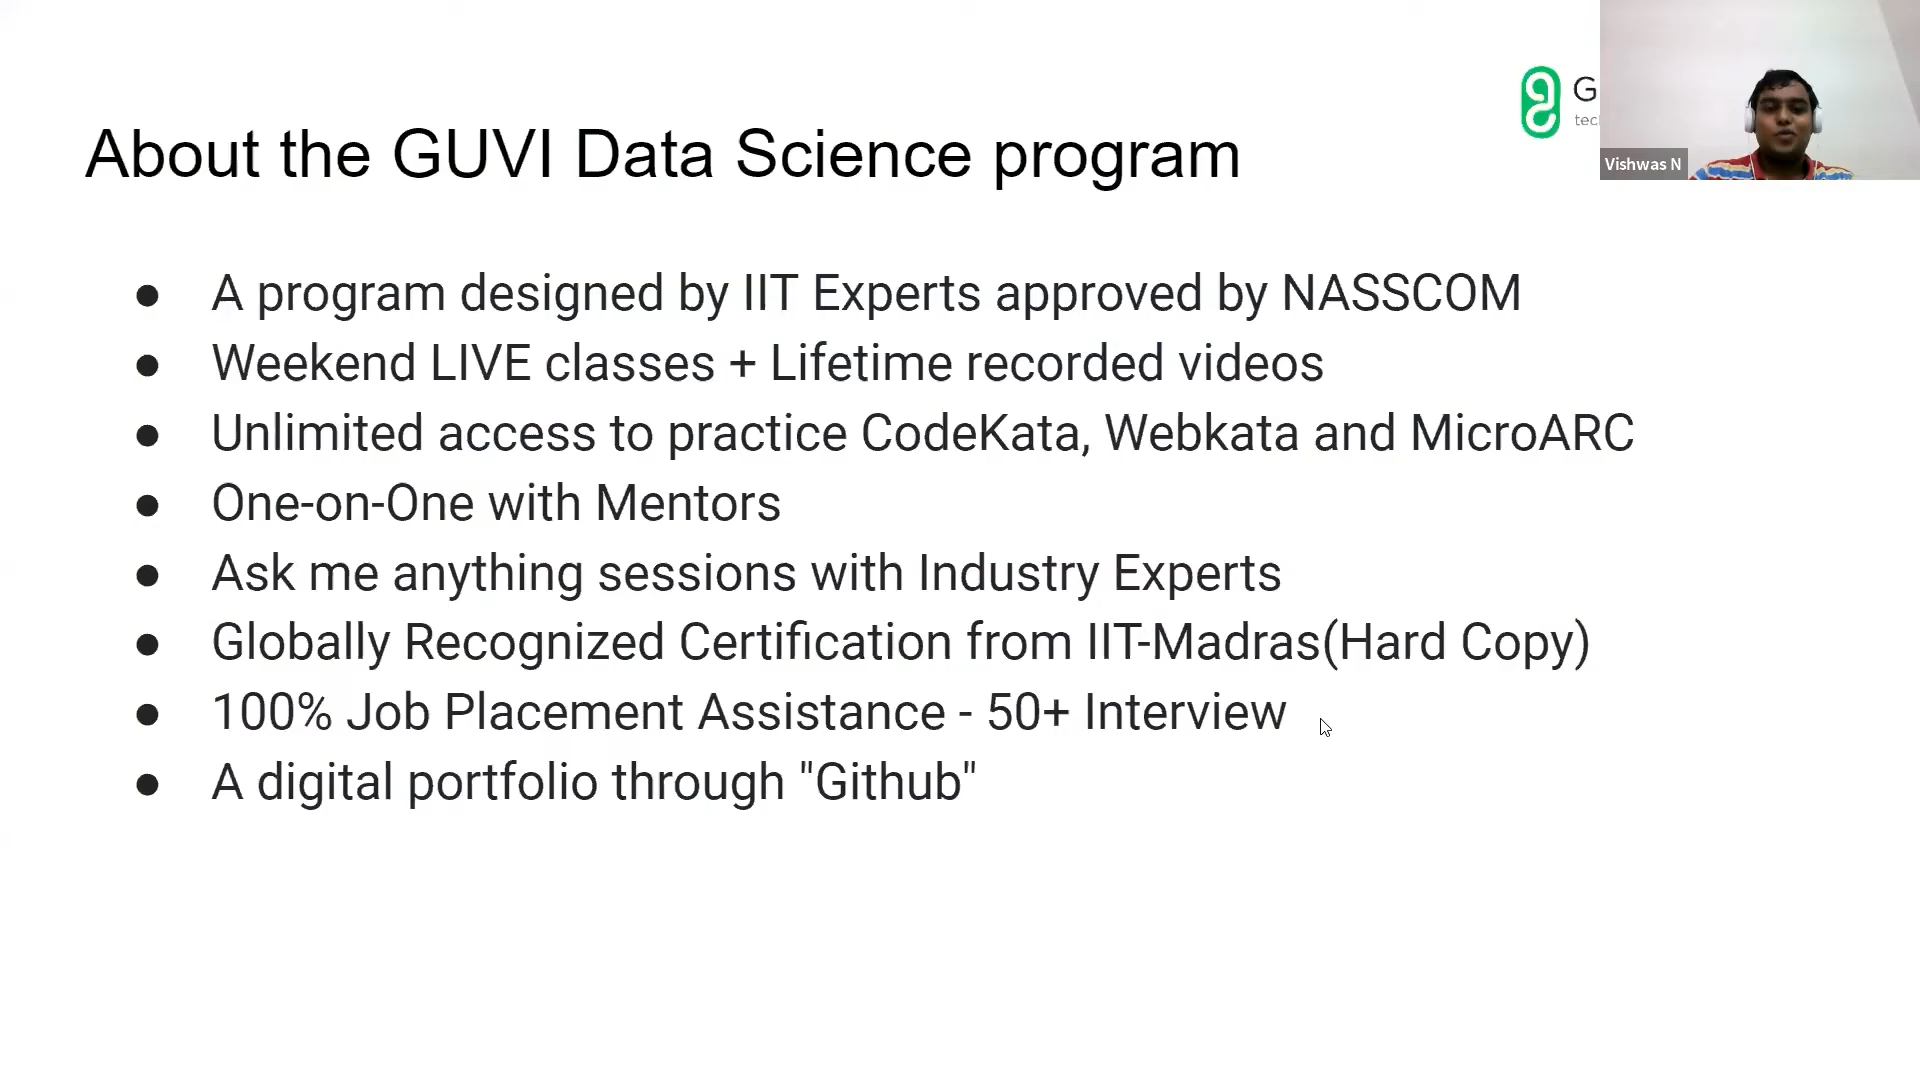 About the GUVI Data Science program
G
tec
Vishwas N
● A program designed by IIT Experts approved by NASSCOM
● Weekend LIVE classes + Lifetime recorded videos
● Unlimited access to practice CodeKata, Webkata and MicroARC
● One-on-One with Mentors
● Ask me anything sessions with Industry Experts
● Globally Recognized Certification from IIT-Madras(Hard Copy)
● 100% Job Placement Assistance - 50+ Interview
● A digital portfolio through "Github"